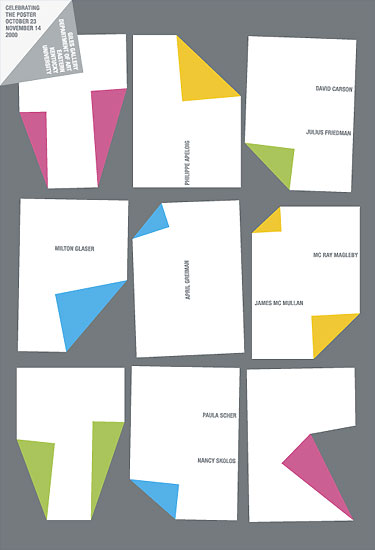 CELEBRATING
THE POSTER
OCTOBER 23
NOVEMBER 14
2000
GILES GALLERY
DEPARTMENT OF ART
EASTERN
KENTUCKY
UNIVERSITY
PHILIPPE APELOIG
DAVID CARSON
JULIUS FRIEDMAN
MILTON GLASER
APRIL GREIMAN
MC RAY MAGLEBY
JAMES MC MULLAN
PAULA SCHER
NANCY SKOLOS